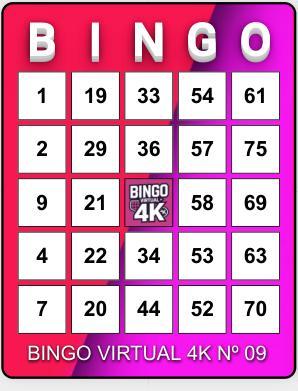 B I N G O
1 19 33 54 61
2 29 36 57 75
9 21 BINGO VIRTUAL 4K 58 69
4 22 34 53 63
7 20 44 52 70
BINGO VIRTUAL 4K Nº 09